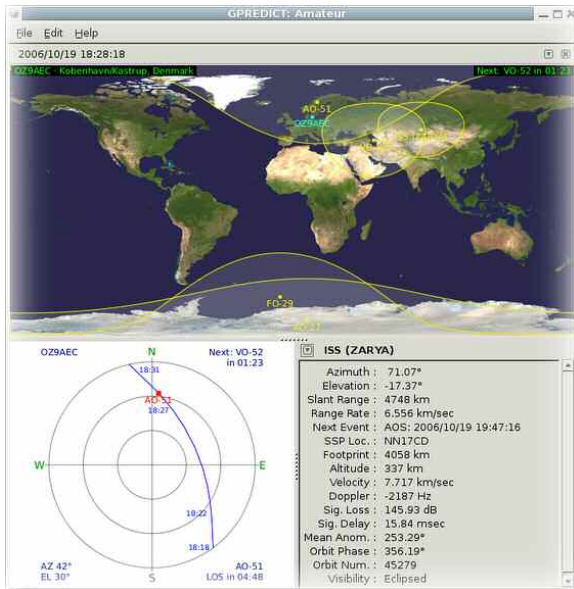 GPREDICT: Amateur
File Edit Help
2006/10/19 18:28:18
OZ9AEC - Kobenhavn/Kastrup, Denmark
Next: VO-52 in 01:23
AO-51
OZ9AEC
FO-29
OZ9AEC
N
Next: VO-52
in 01:23
18:31
AO-51
18:27
W
E
18:22
18:18
AZ 42°
EL 30°
S
AO-51
LOS in 04:48
ISS (ZARYA)
Azimuth : 71.07°
Elevation : -17.37°
Slant Range : 4748 km
Range Rate : 6.556 km/sec
Next Event : AOS: 2006/10/19 19:47:16
SSP Loc. : NN17CD
Footprint : 4058 km
Altitude : 337 km
Velocity : 7.717 km/sec
Doppler : -2187 Hz
Sig. Loss : 145.93 dB
Sig. Delay : 15.84 msec
Mean Anom. : 253.29°
Orbit Phase : 356.19°
Orbit Num. : 45279
Visibility : Eclipsed